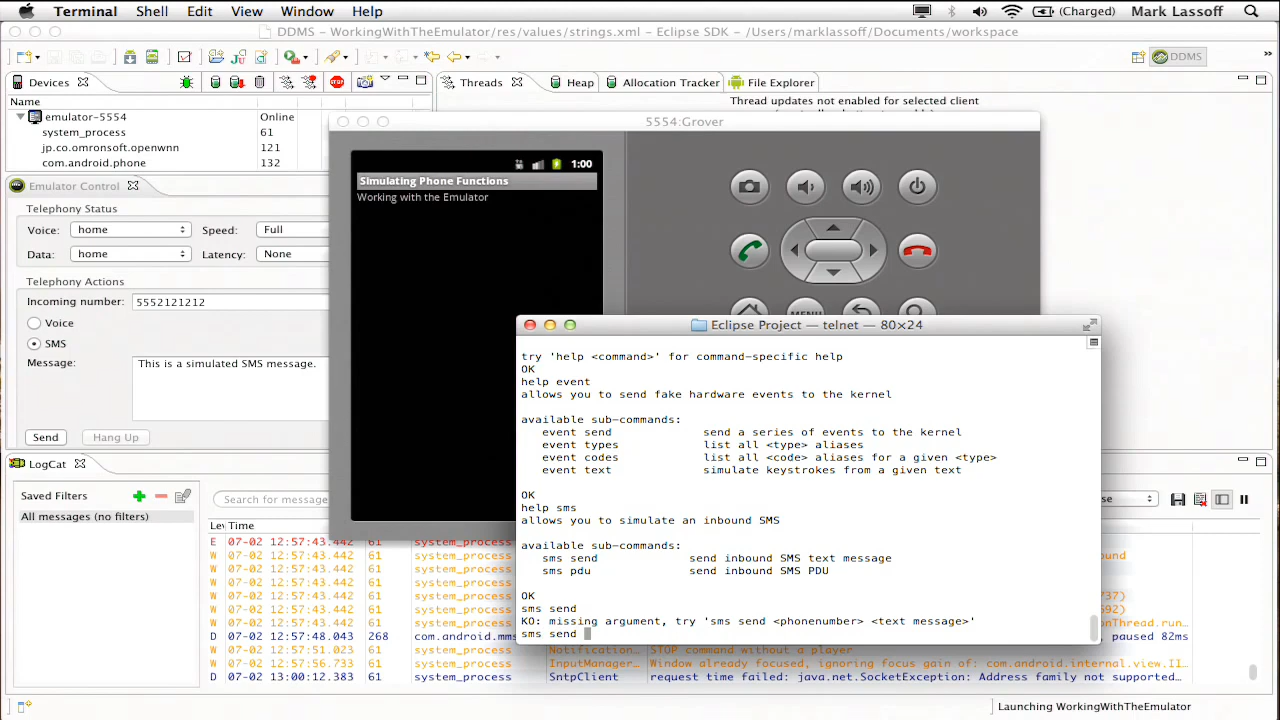 Terminal Shell Edit View Window Help (Charged) Mark Lassoff
DDMS - WorkingWithTheEmulator/res/values/strings.xml - Eclipse SDK - /Users/marklassoff/Documents/workspace
DDMS
Devices
Threads Heap Allocation Tracker File Explorer
Name
Thread updates not enabled for selected client
emulator-5554 Online
system_process 61
jp.co.omronsoft.openwnn 121
com.android.phone 132
5554:Grover
1:00
Simulating Phone Functions
Working with the Emulator
MENU
Emulator Control
Telephony Status
Voice: home Speed: Full
Data: home Latency: None
Telephony Actions
Incoming number: 5552121212
Voice
SMS
Message: This is a simulated SMS message.
Send Hang Up
Eclipse Project — telnet — 80×24
try 'help <command>' for command-specific help
OK
help event
allows you to send fake hardware events to the kernel
available sub-commands:
event send send a series of events to the kernel
event types list all <type> aliases
event codes list all <code> aliases for a given <type>
event text simulate keystrokes from a given text
OK
help sms
allows you to simulate an inbound SMS
available sub-commands:
sms send send inbound SMS text message
sms pdu send inbound SMS PDU
OK
sms send
KO: missing argument, try 'sms send <phonenumber> <text message>'
sms send
LogCat
Saved Filters
All messages (no filters)
Search for message
Time
E 07-02 12:57:43.442 61 system_process
W 07-02 12:57:43.442 61 system_process
W 07-02 12:57:43.442 61 system_process
W 07-02 12:57:43.442 61 system_process
W 07-02 12:57:43.442 61 system_process
W 07-02 12:57:43.442 61 system_process
W 07-02 12:57:43.442 61 system_process
D 07-02 12:57:48.043 268 com.android.mms paused 82ms
W 07-02 12:57:51.023 61 system_process Notification... STOP command without a player
W 07-02 12:57:56.733 61 system_process InputManager... Window already focused, ignoring focus gain of: com.android.internal.view.I1...
D 07-02 13:00:12.383 61 system_process SntpClient request time failed: java.net.SocketException: Address family not supported...
Launching WorkingWithTheEmulator